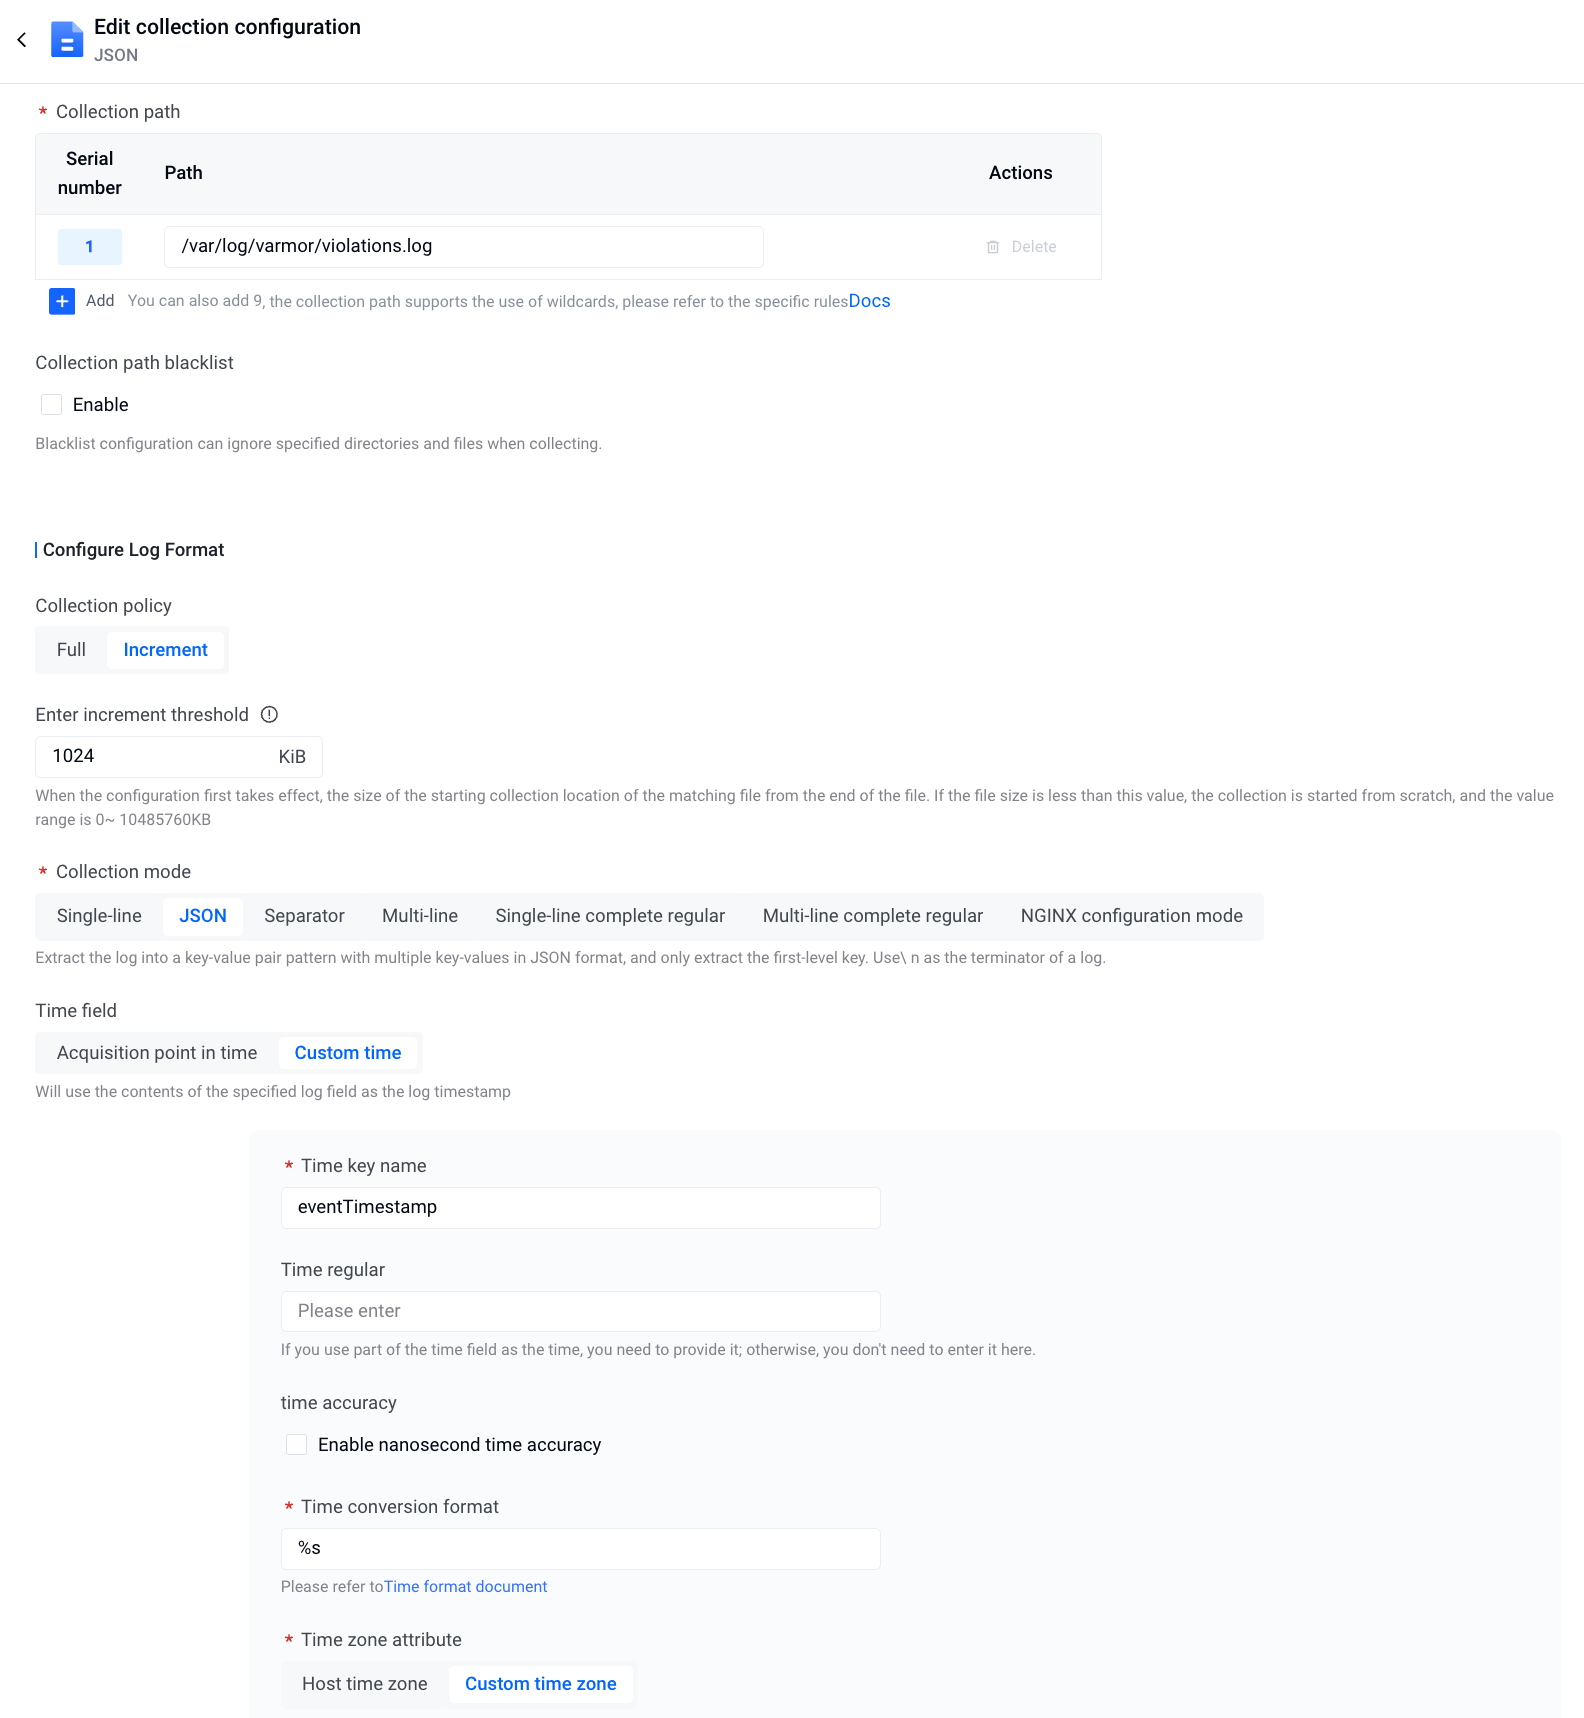 Edit collection configuration
JSON
* Collection path
Serial number
Path
Actions
1
/var/log/varmor/violations.log
Delete
+ Add You can also add 9, the collection path supports the use of wildcards, please refer to the specific rulesDocs
Collection path blacklist
Enable
Blacklist configuration can ignore specified directories and files when collecting.
Configure Log Format
Collection policy
Full Increment
Enter increment threshold
1024 KiB
When the configuration first takes effect, the size of the starting collection location of the matching file from the end of the file. If the file size is less than this value, the collection is started from scratch, and the value
range is 0~ 10485760KB
* Collection mode
Single-line JSON Separator Multi-line Single-line complete regular Multi-line complete regular NGINX configuration mode
Extract the log into a key-value pair pattern with multiple key-values in JSON format, and only extract the first-level key. Use\ n as the terminator of a log.
Time field
Acquisition point in time Custom time
Will use the contents of the specified log field as the log timestamp
* Time key name
eventTimestamp
Time regular
Please enter
If you use part of the time field as the time, you need to provide it; otherwise, you don't need to enter it here.
time accuracy
Enable nanosecond time accuracy
* Time conversion format
%s
Please refer toTime format document
* Time zone attribute
Host time zone Custom time zone